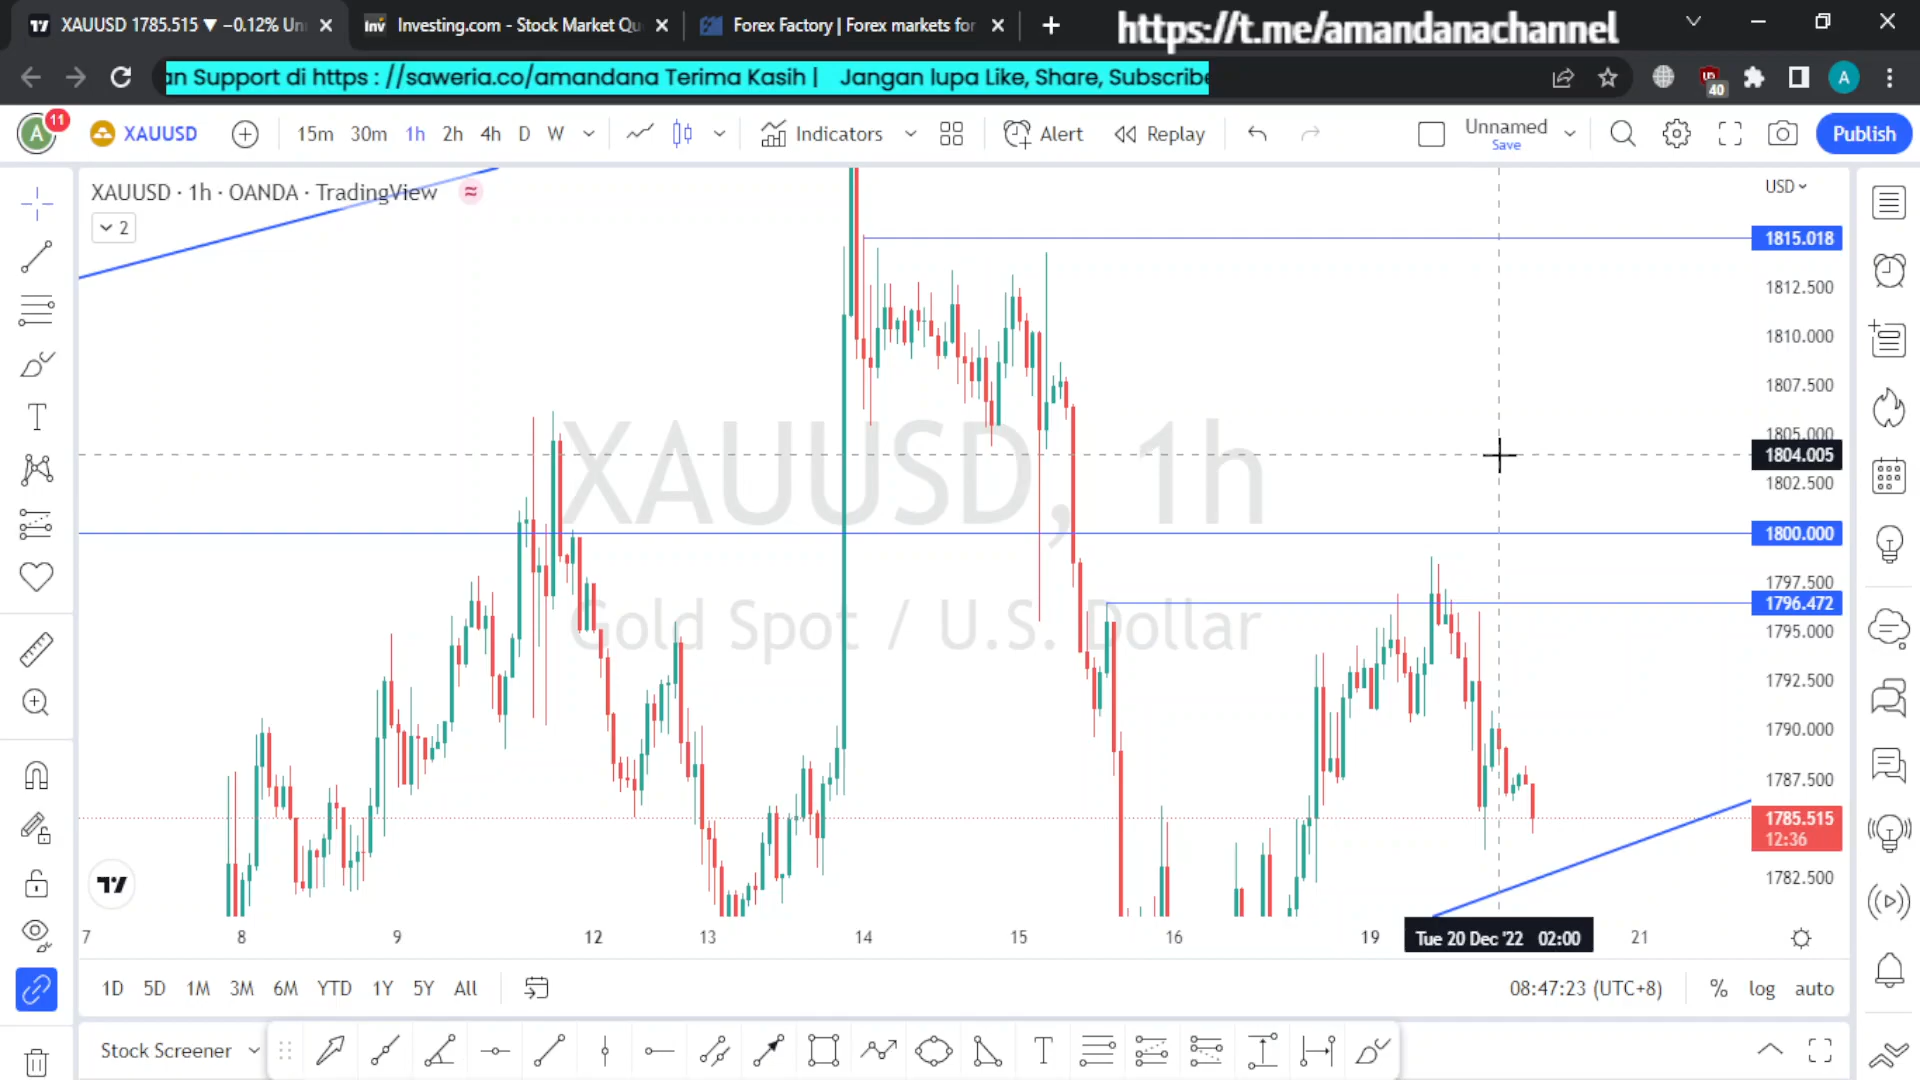 XAUUSD 1785.515 ▼ −0.12% Un
Investing.com - Stock Market Qu
Forex Factory | Forex markets for
https://t.me/amandanachannel
an Support di https : //saweria.co/amandana Terima Kasih |    Jangan lupa Like, Share, Subscribe
40
A
A
11
XAUUSD
15m
30m
1h
2h
4h
D
W
Indicators
Alert
Replay
Unnamed
Save
Publish
XAUUSD · 1h · OANDA · TradingView
2
USD
XAUUSD, 1h
Gold Spot / U.S. Dollar
1815.018
1812.500
1810.000
1807.500
1805.000
1804.005
1802.500
1800.000
1797.500
1796.472
1795.000
1792.500
1790.000
1787.500
1785.515
12:36
1782.500
7
8
9
12
13
14
15
16
19
Tue 20 Dec '22 02:00
21
1D
5D
1M
3M
6M
YTD
1Y
5Y
All
08:47:23 (UTC+8)
%
log
auto
Stock Screener